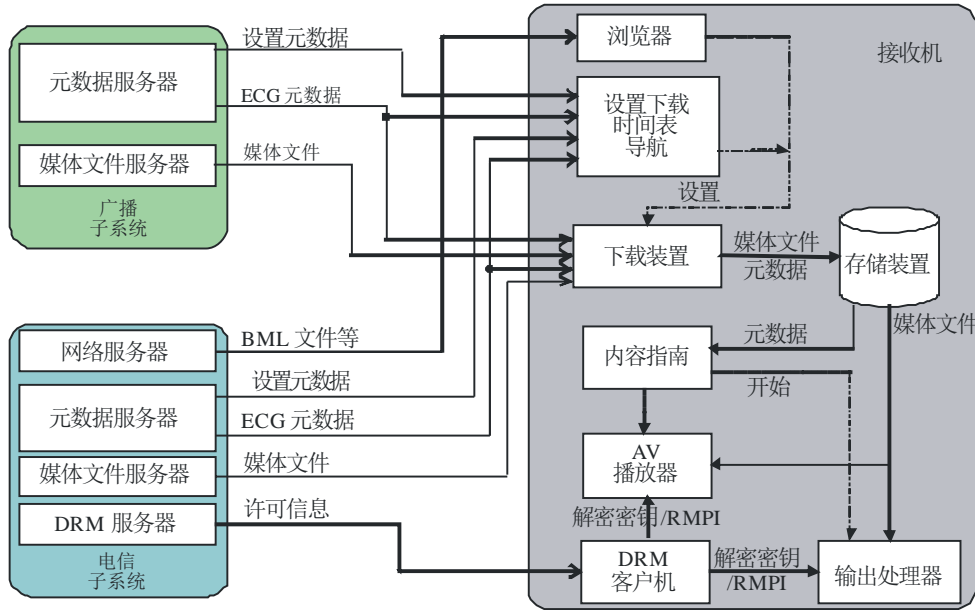 设置元数据
元数据服务器
ECG 元数据
媒体文件服务器
媒体文件
广播
子系统
浏览器
接收机
设置下载
时间表
导航
设置
下载装置
媒体文件
元数据
存储装置
媒体文件
网络服务器
BML 文件等
设置元数据
元数据服务器
ECG 元数据
媒体文件服务器
媒体文件
DRM 服务器
许可信息
电信
子系统
元数据
内容指南
开始
AV
播放器
解密密钥/RMPI
DRM
客户机
解密密钥
/RMPI
输出处理器